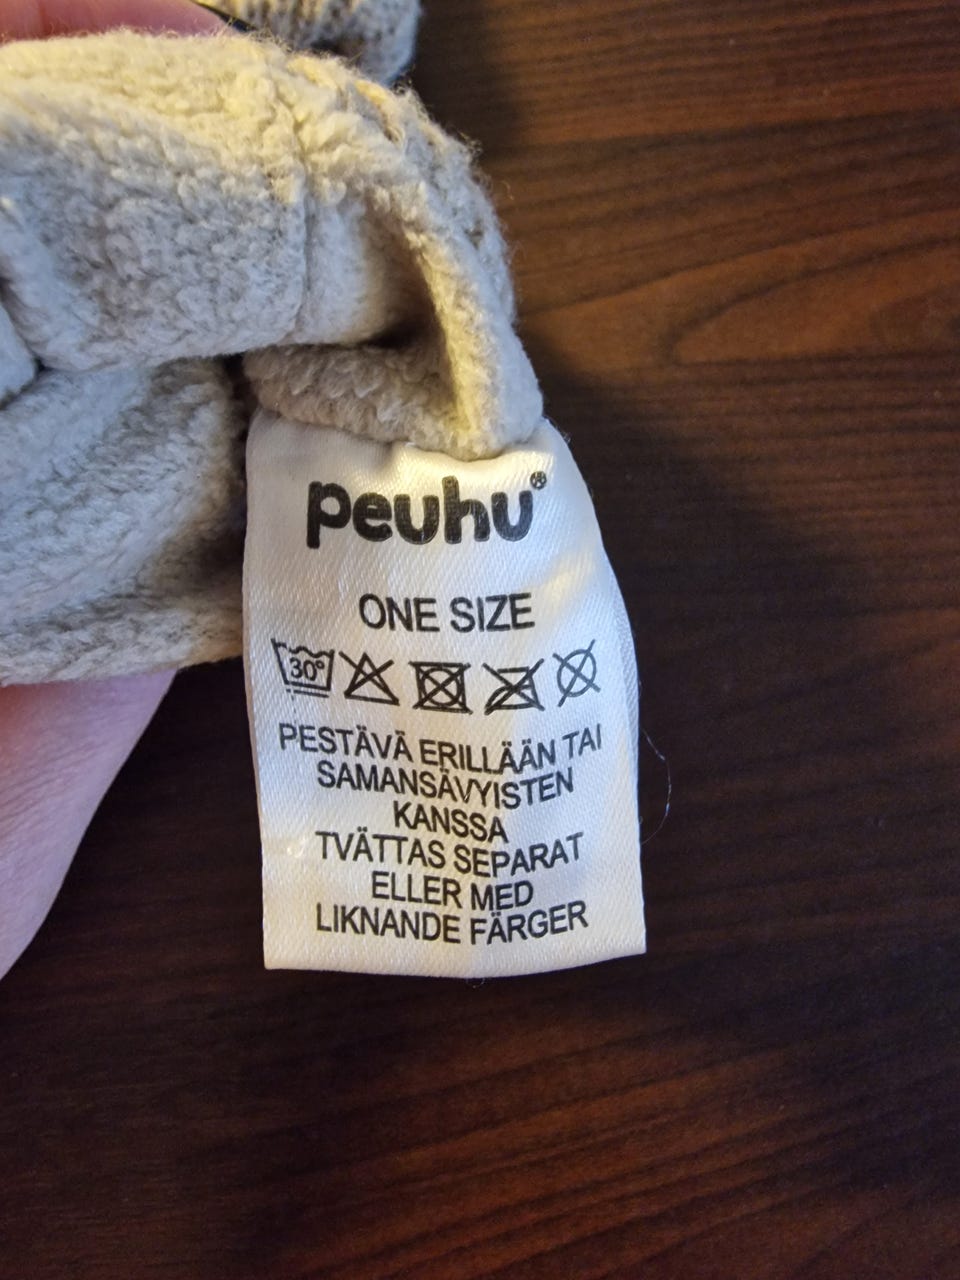 peuhu®
ONE SIZE
30°
PESTÄVÄ ERILLÄÄN TAI
SAMANSÄVYISTEN
KANSSA
TVÄTTAS SEPARAT
ELLER MED
LIKNANDE FÄRGER